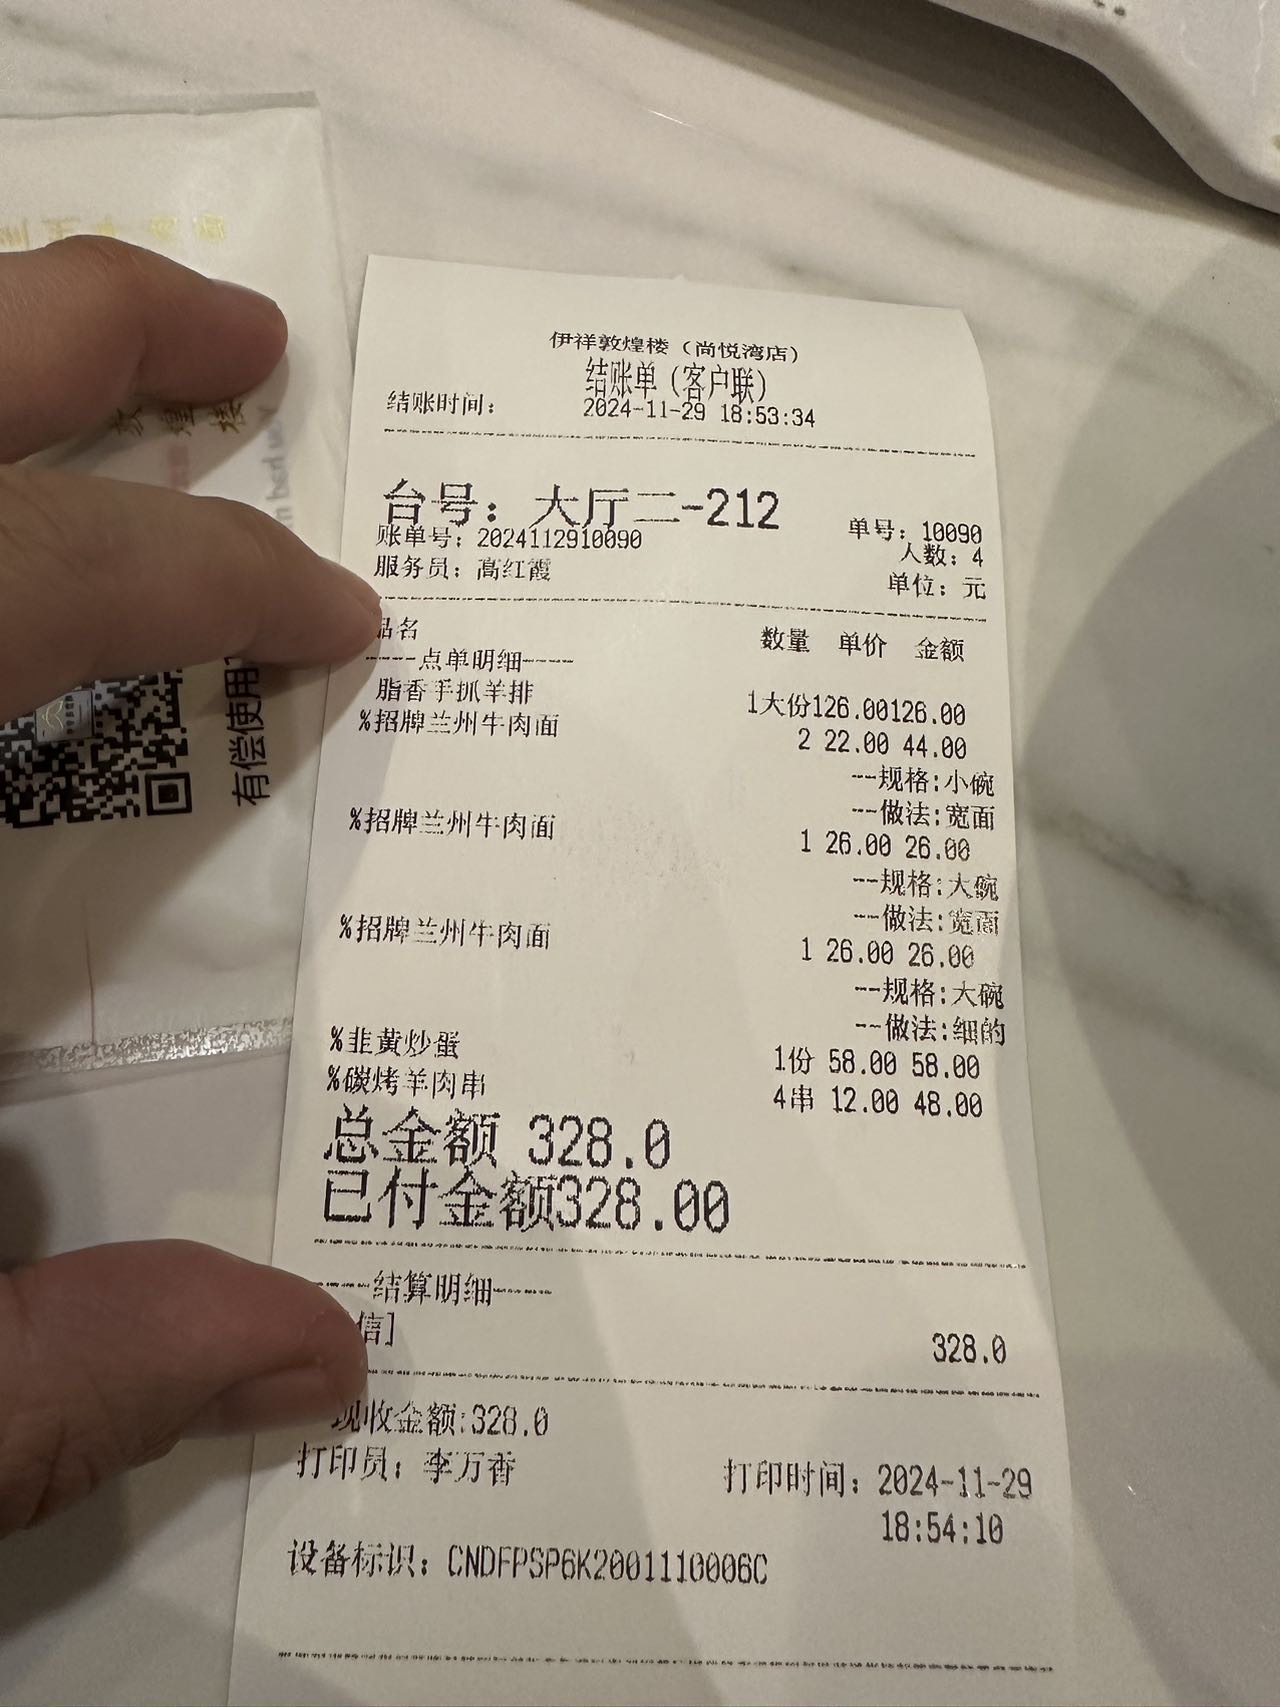 伊祥敦煌楼（尚悦湾店）
结账单（客户联）
结账时间： 2024-11-29 18:53:34
台号：大厅二-212 单号：10090
账单号：2024112910090 人数：4
服务员：高红霞 单位：元
品名 数量 单价 金额
----点单明细----
脂香手抓羊排 1大份126.00126.00
%招牌兰州牛肉面 2 22.00 44.00
--规格:小碗
--做法:宽面
%招牌兰州牛肉面 1 26.00 26.00
--规格:大碗
--做法:宽面
%招牌兰州牛肉面 1 26.00 26.00
--规格:大碗
--做法:细的
%韭黄炒蛋 1份 58.00 58.00
%碳烤羊肉串 4串 12.00 48.00
总金额 328.0
已付金额328.00
结算明细
信] 328.0
现收金额:328.0
打印员：李万香 打印时间：2024-11-29
18:54:10
设备标识：CNDFPSP6K2001110006C
敦煌楼
有偿使用